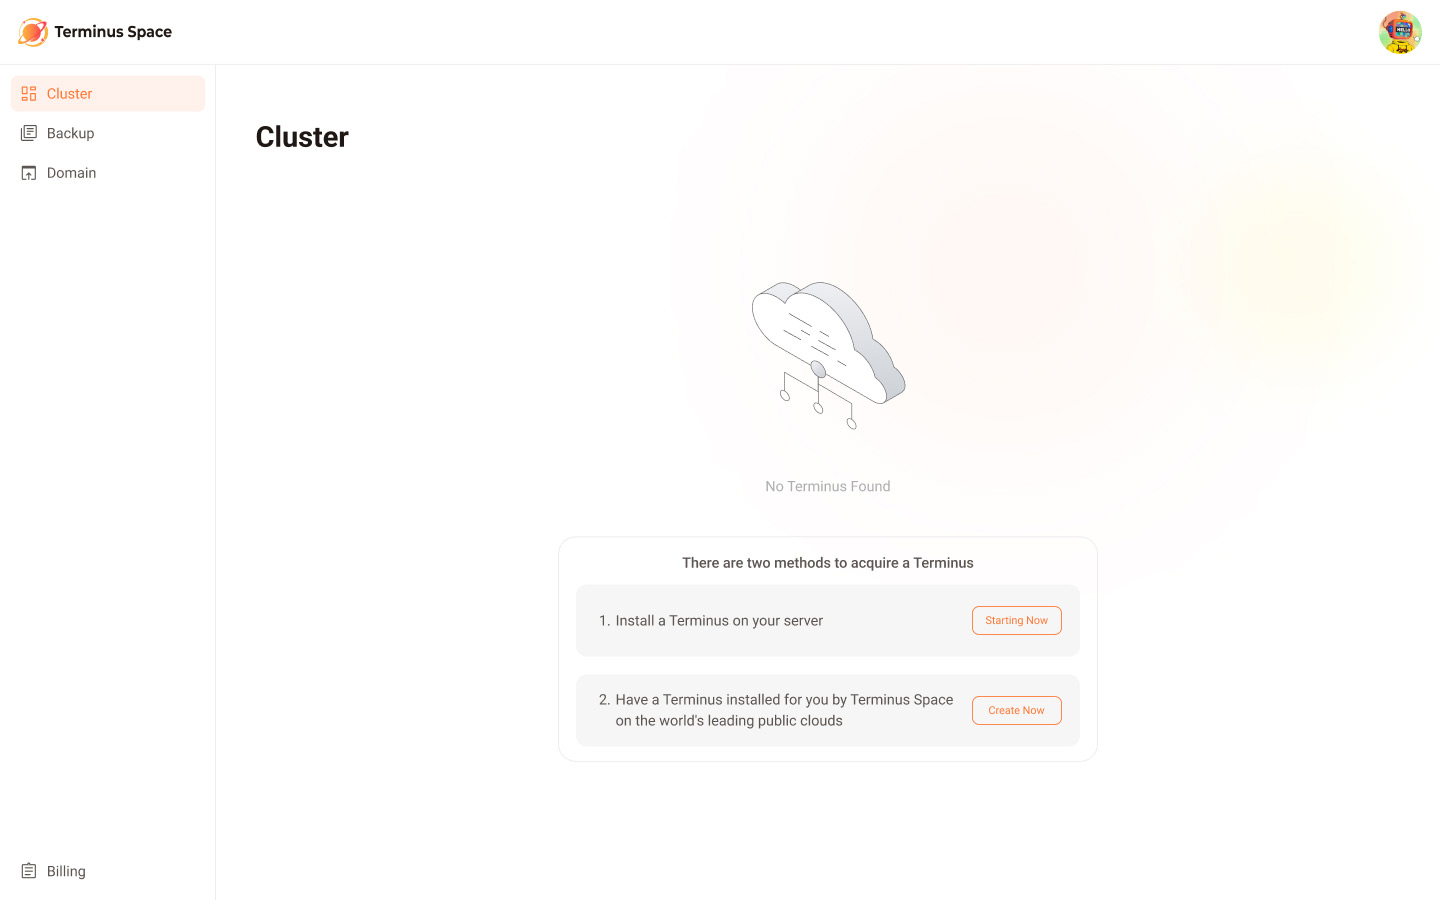 Terminus Space
Cluster
Backup
Domain
Billing
Cluster
No Terminus Found
There are two methods to acquire a Terminus
1. Install a Terminus on your server
Starting Now
2. Have a Terminus installed for you by Terminus Space
on the world's leading public clouds
Create Now